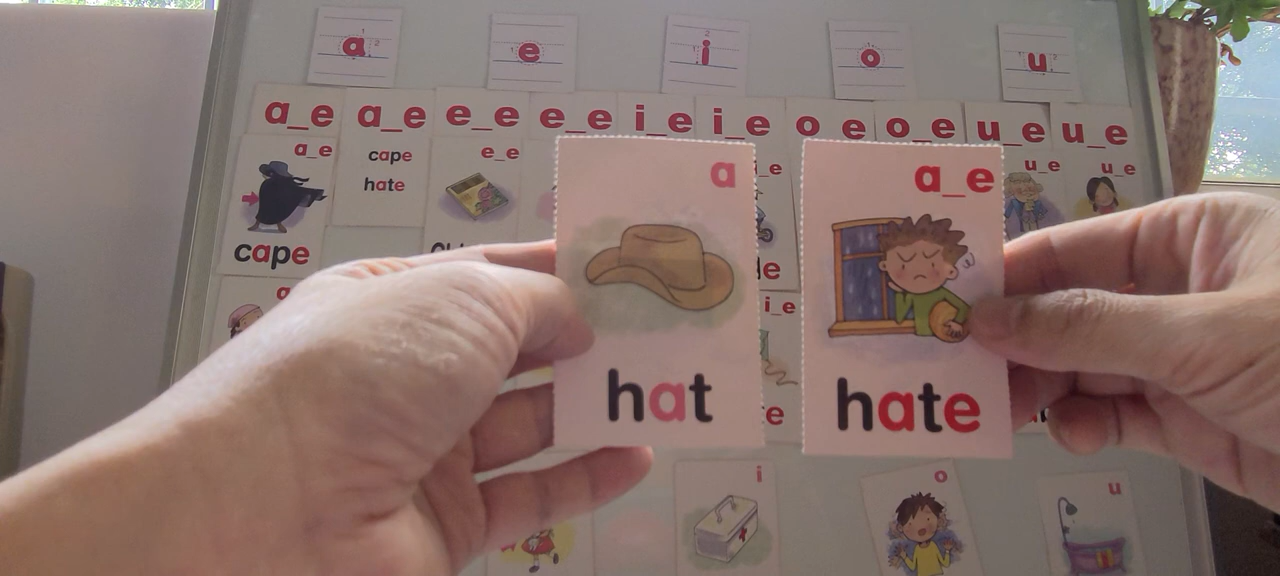 a e i o u
a_e a_e e_e e_e i_e i_e o_e o_e u_e u_e
a_e
cape
hate
e_e
u_e
u_e
cape
a
hat
a_e
hate
i_e
i
o
u